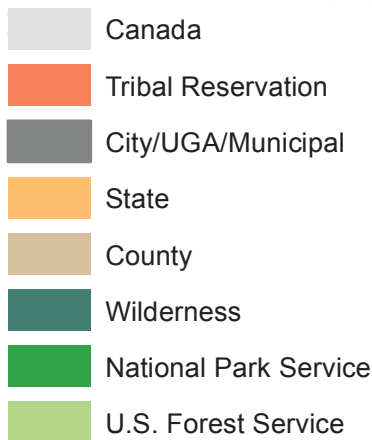 Canada
Tribal Reservation
City/UGA/Municipal
State
County
Wilderness
National Park Service
U.S. Forest Service